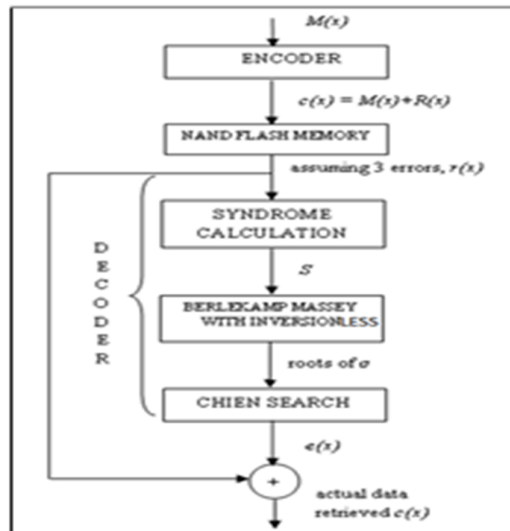 M(x)
ENCODER
c(x) = M(x)+R(x)
NAND FLASH MEMORY
assuming 3 errors, r(x)
SYNDROME
CALCULATION
S
BERLEKAMP MASSEY
WITH INVERSIONLESS
roots of σ
CHIEN SEARCH
e(x)
+
actual data
retrieved c(x)
D
E
C
O
D
E
R